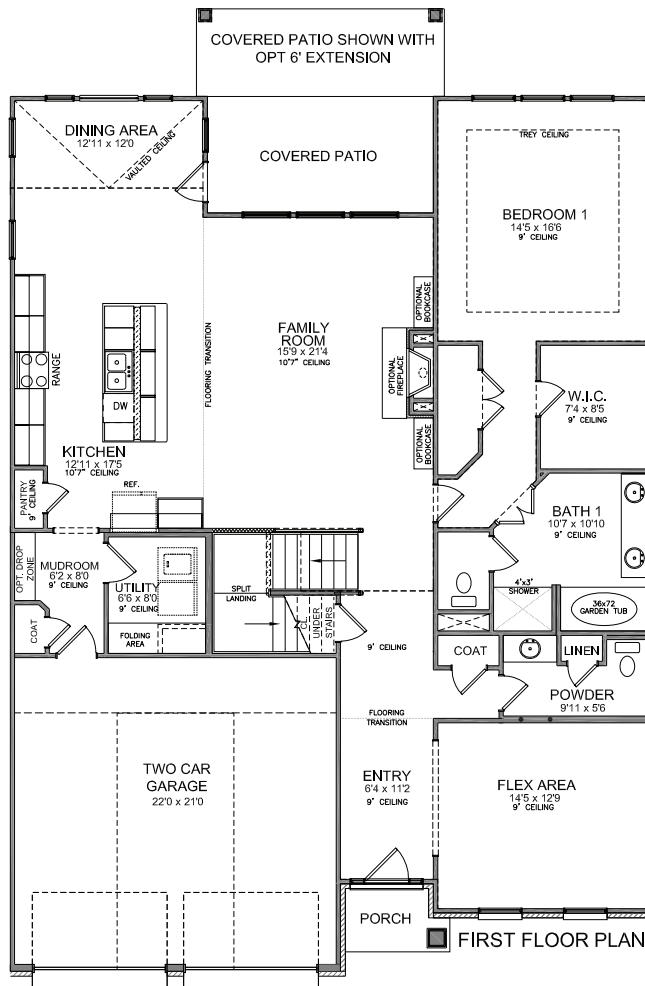 COVERED PATIO SHOWN WITH
OPT 6' EXTENSION
DINING AREA
12'11 x 12'0
VAULTED CEILING
COVERED PATIO
TREY CEILING
BEDROOM 1
14'5 x 16'6
9' CEILING
RANGE
DW
FLOORING TRANSITION
FAMILY
ROOM
15'9 x 21'4
10'7" CEILING
OPTIONAL
BOOKCASE
OPTIONAL
FIREPLACE
OPTIONAL
BOOKCASE
W.I.C.
7'4 x 8'5
9' CEILING
KITCHEN
12'11 x 17'5
10'7" CEILING
REF.
PANTRY
9' CEILING
BATH 1
10'7 x 10'10
9' CEILING
4'x3'
SHOWER
36x72
GARDEN TUB
OPT. DROP
ZONE
MUDROOM
6'2 x 8'0
9' CEILING
UTILITY
6'6 x 8'0
9' CEILING
FOLDING
AREA
COAT
SPLIT
LANDING
CL.
UNDER
STAIRS
9' CEILING
COAT
LINEN
POWDER
9'11 x 5'6
FLOORING
TRANSITION
TWO CAR
GARAGE
22'0 x 21'0
ENTRY
6'4 x 11'2
9' CEILING
FLEX AREA
14'5 x 12'9
9' CEILING
PORCH
FIRST FLOOR PLAN